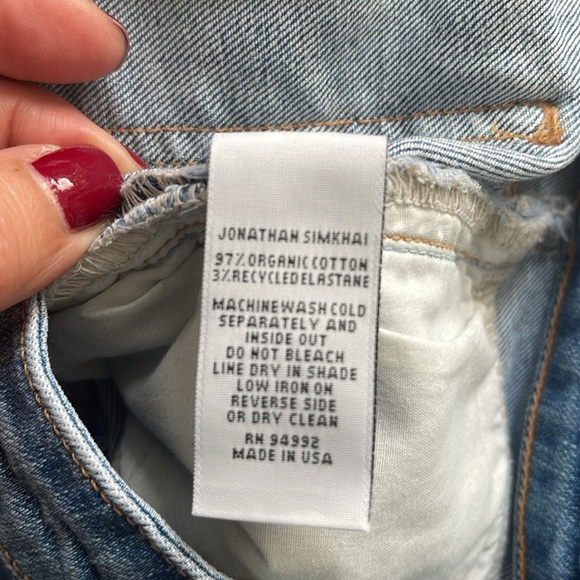 JONATHAN SIMKHAI
97% ORGANIC COTTON
3% RECYCLED ELASTANE
MACHINE WASH COLD
SEPARATELY AND
INSIDE OUT
DO NOT BLEACH
LINE DRY IN SHADE
LOW IRON ON
REVERSE SIDE
OR DRY CLEAN
RN 94992
MADE IN USA